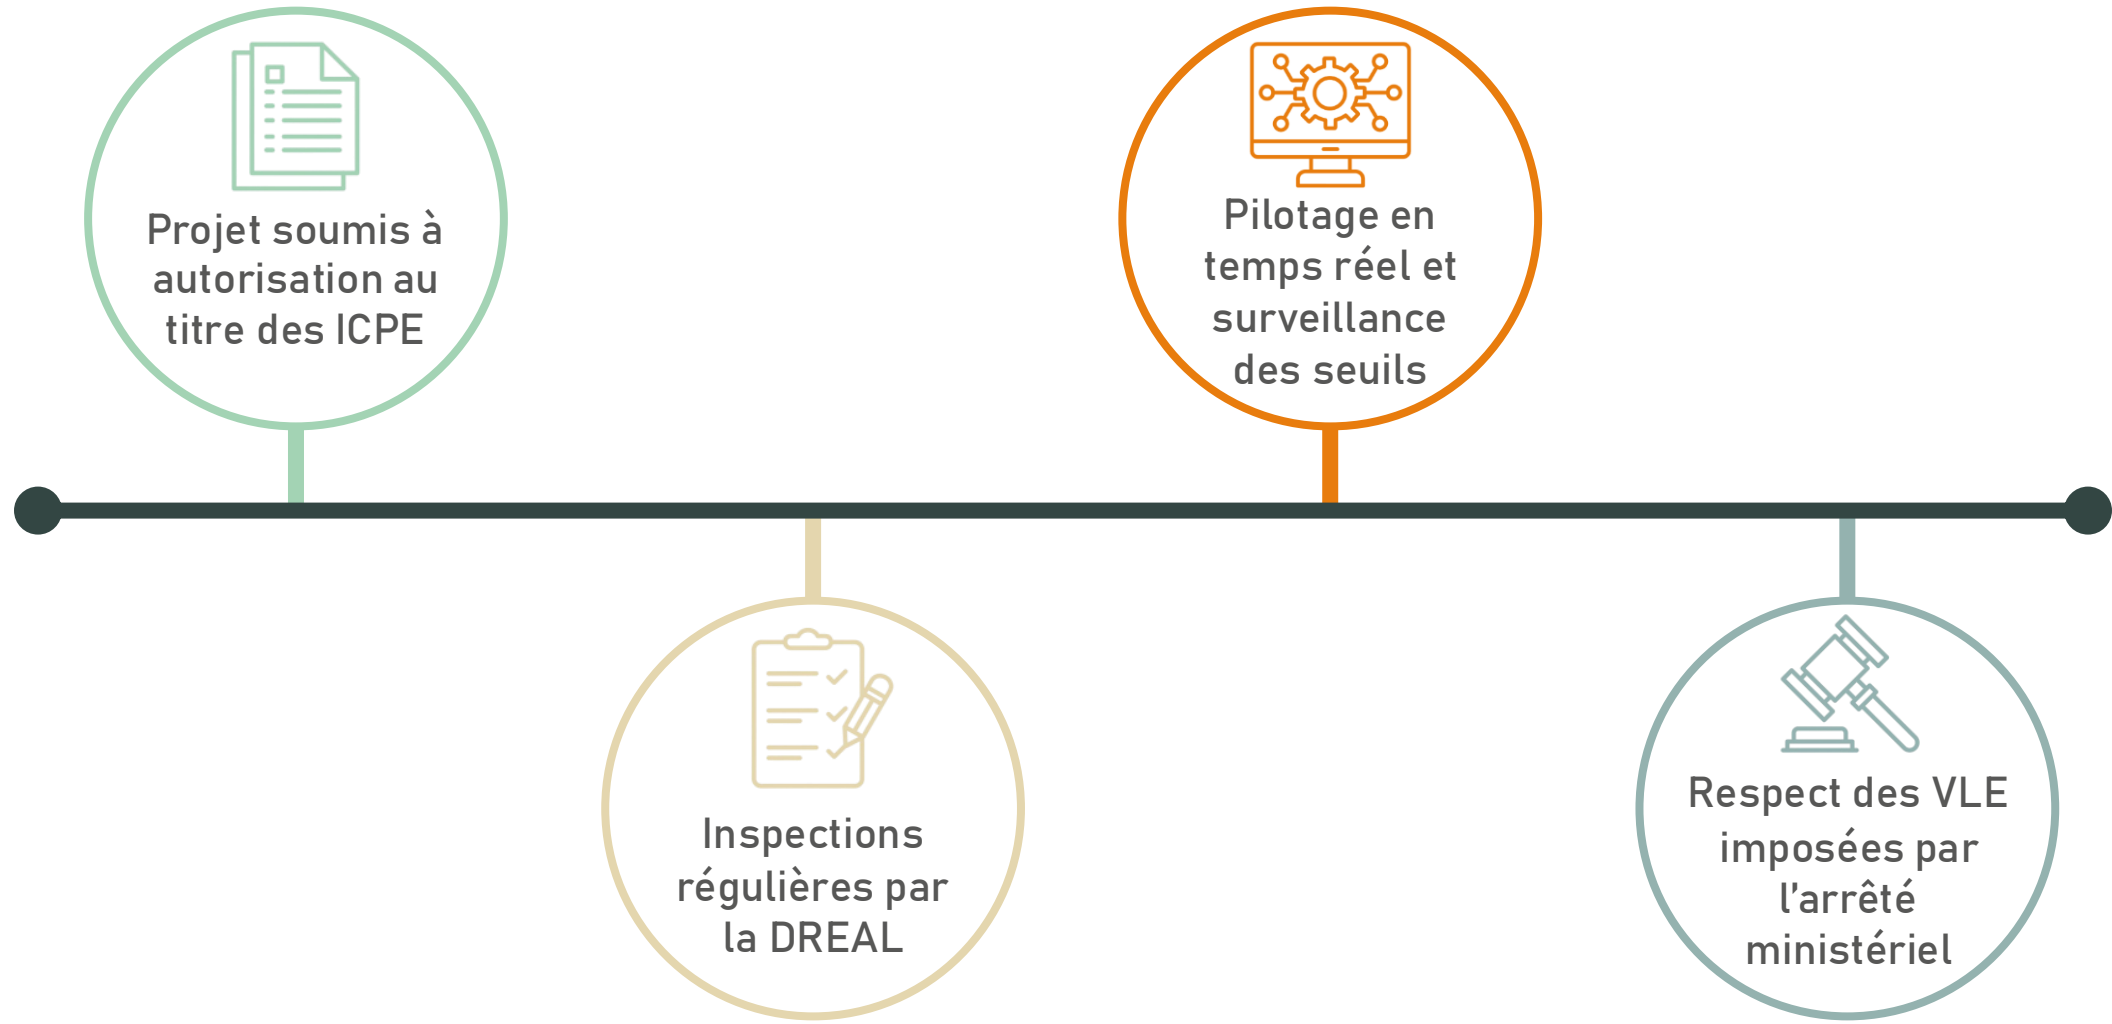 Projet soumis à
autorisation au
titre des ICPE
Inspections
régulières par
la DREAL
Pilotage en
temps réel et
surveillance
des seuils
Respect des VLE
imposées par
l’arrêté
ministériel